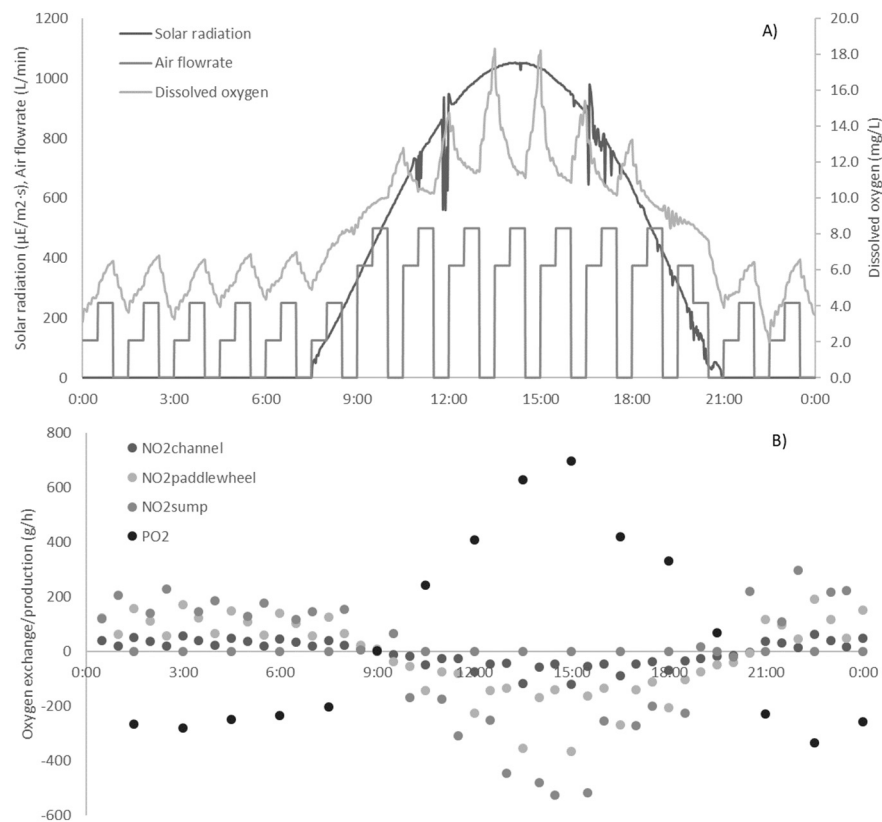 A)
Solar radiation
Air flowrate
Dissolved oxygen
Solar radiation (µE/m2·s), Air flowrate (L/min)
1200
1000
800
600
400
200
0
Dissolved oxygen (mg/L)
20.0
18.0
16.0
14.0
12.0
10.0
8.0
6.0
4.0
2.0
0.0
0:00 3:00 6:00 9:00 12:00 15:00 18:00 21:00 0:00
B)
NO2channel
NO2paddlewheel
NO2sump
PO2
Oxygen exchange/production (g/h)
800
600
400
200
0
-200
-400
-600
0:00 3:00 6:00 9:00 12:00 15:00 18:00 21:00 0:00